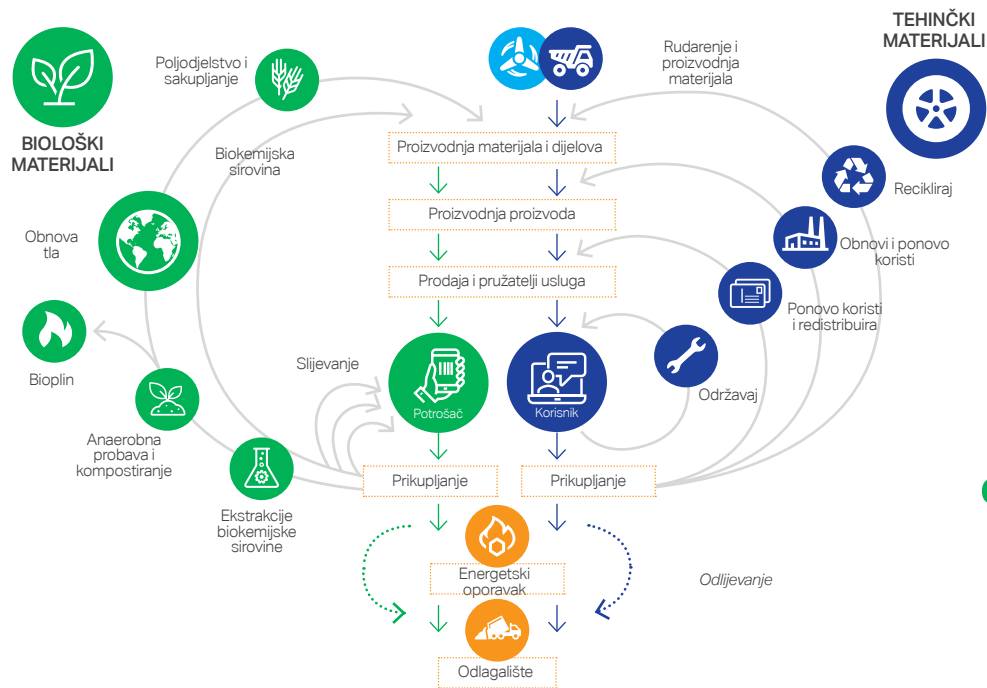 TEHINČKI
MATERIJALI
Poljodjelstvo i
sakupljanje
Rudarenje i
proizvodnja
materijala
BIOLOŠKI
MATERIJALI
Biokemijska
sirovina
Proizvodnja materijala i dijelova
Recikliraj
Proizvodnja proizvoda
Obnova
tla
Obnovi i ponovo
koristi
Prodaja i pružatelji usluga
Ponovo koristi
i redistribuira
Bioplin
Slijevanje
Potrošač
Korisnik
Održavaj
Anaerobna
probava i
kompostiranje
Prikupljanje
Prikupljanje
Ekstrakcije
biokemijske
sirovine
Energetski
oporavak
Odlijevanje
Odlagalište